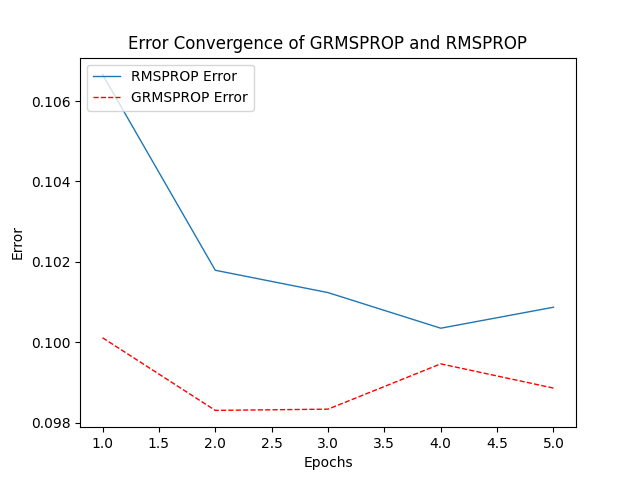 Error Convergence of GRMSPROP and RMSPROP
RMSPROP Error
GRMSPROP Error
0.106
0.104
0.102
0.100
0.098
Error
1.0 1.5 2.0 2.5 3.0 3.5 4.0 4.5 5.0
Epochs